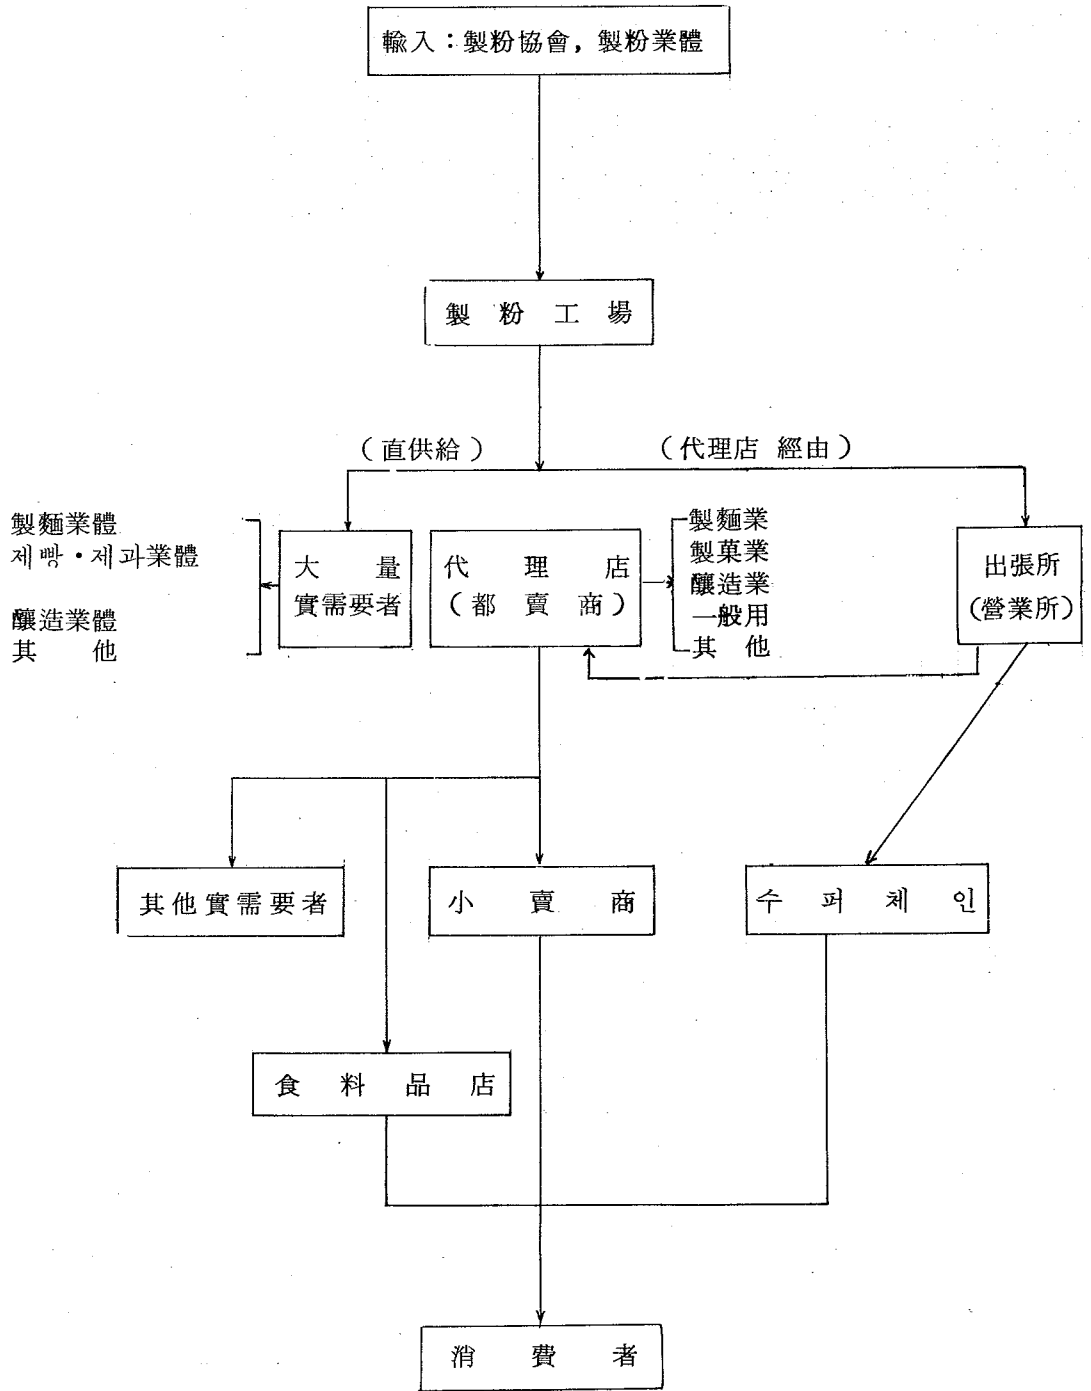 輸入：製粉協會, 製粉業體
製 粉 工 場
(直供給)
(代理店 經由)
製麵業體
제빵·제과業體
釀造業體
其 他
大 量
實需要者
代 理 店
(都 賣 商)
製麵業
製菓業
釀造業
一般用
其 他
出張所
(營業所)
其他實需要者
小 賣 商
수 퍼 체 인
食 料 品 店
消 費 者